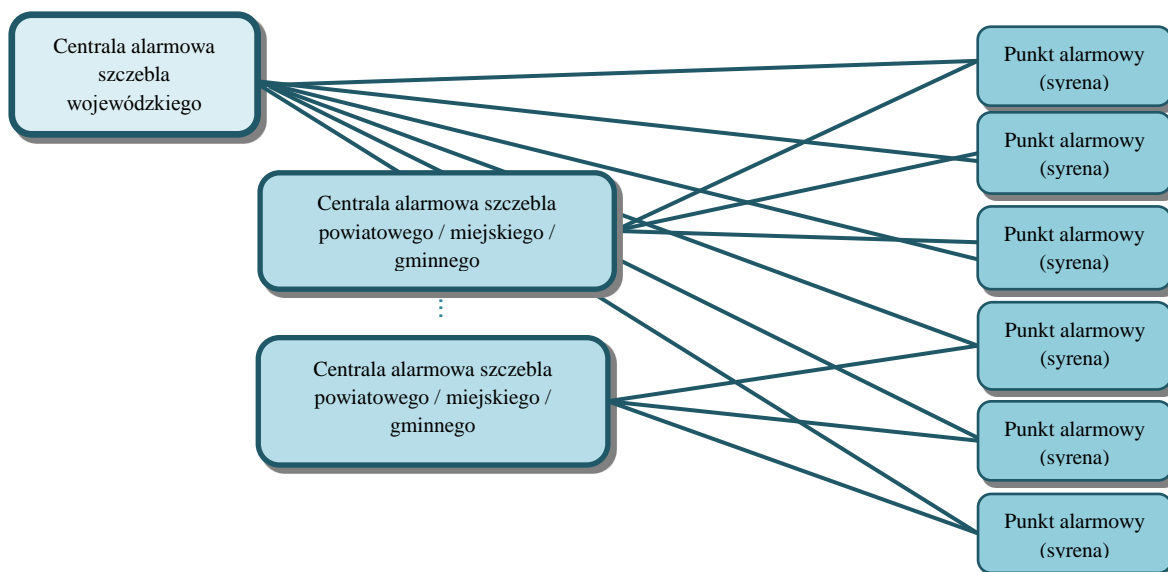 Centrala alarmowa
szczebla
wojewódzkiego
Centrala alarmowa szczebla
powiatowego / miejskiego /
gminnego
Centrala alarmowa szczebla
powiatowego / miejskiego /
gminnego
Punkt alarmowy
(syrena)
Punkt alarmowy
(syrena)
Punkt alarmowy
(syrena)
Punkt alarmowy
(syrena)
Punkt alarmowy
(syrena)
Punkt alarmowy
(syrena)